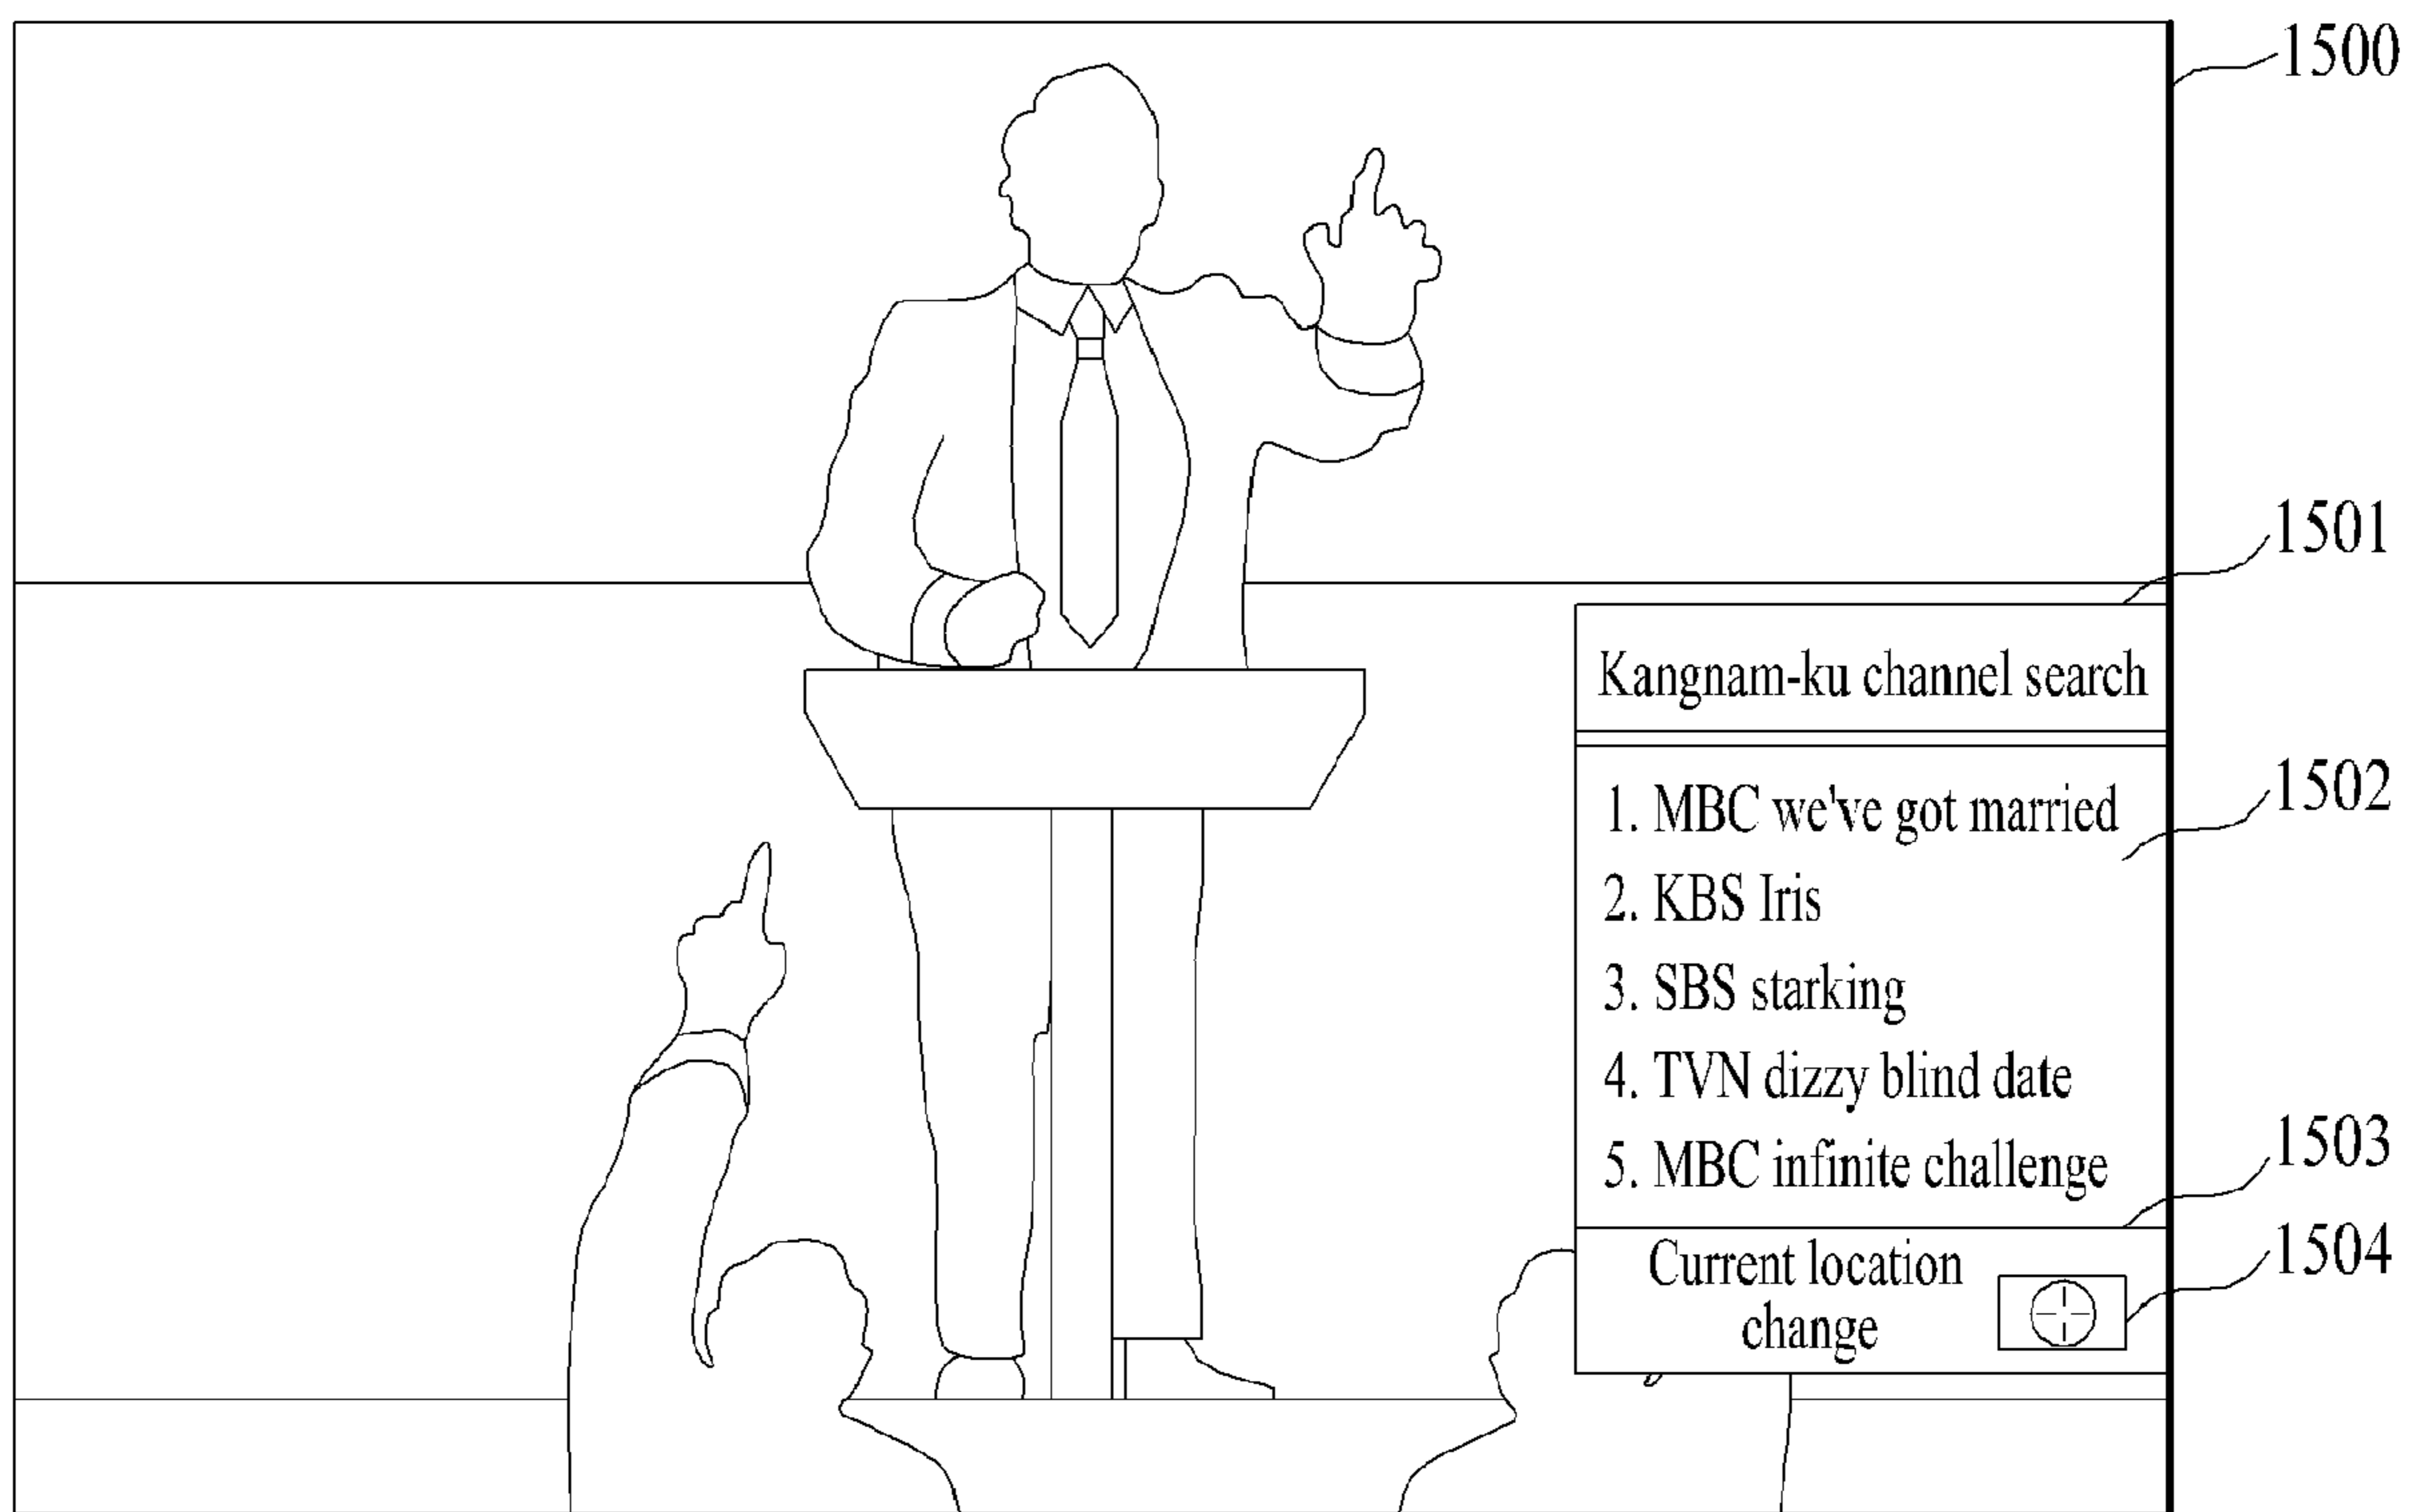 1500
1501
Kangnam-ku channel search
1502
1. MBC we've got married
2. KBS Iris
3. SBS starking
4. TVN dizzy blind date
5. MBC infinite challenge
1503
1504
Current location
change